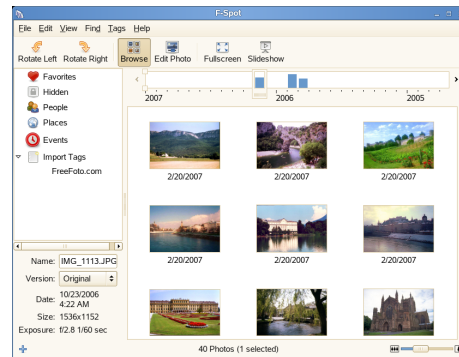 F-Spot
File Edit View Find Tags Help
Rotate Left Rotate Right Browse Edit Photo Fullscreen Slideshow
Favorites
Hidden
People
Places
Events
Import Tags
FreeFoto.com
2007 2006 2005
2/20/2007 2/20/2007 2/20/2007
2/20/2007 2/20/2007 2/20/2007
Name: IMG_1113.JPG
Version: Original
Date: 10/23/2006
4:22 AM
Size: 1536x1152
Exposure: f/2.8 1/60 sec
40 Photos (1 selected)